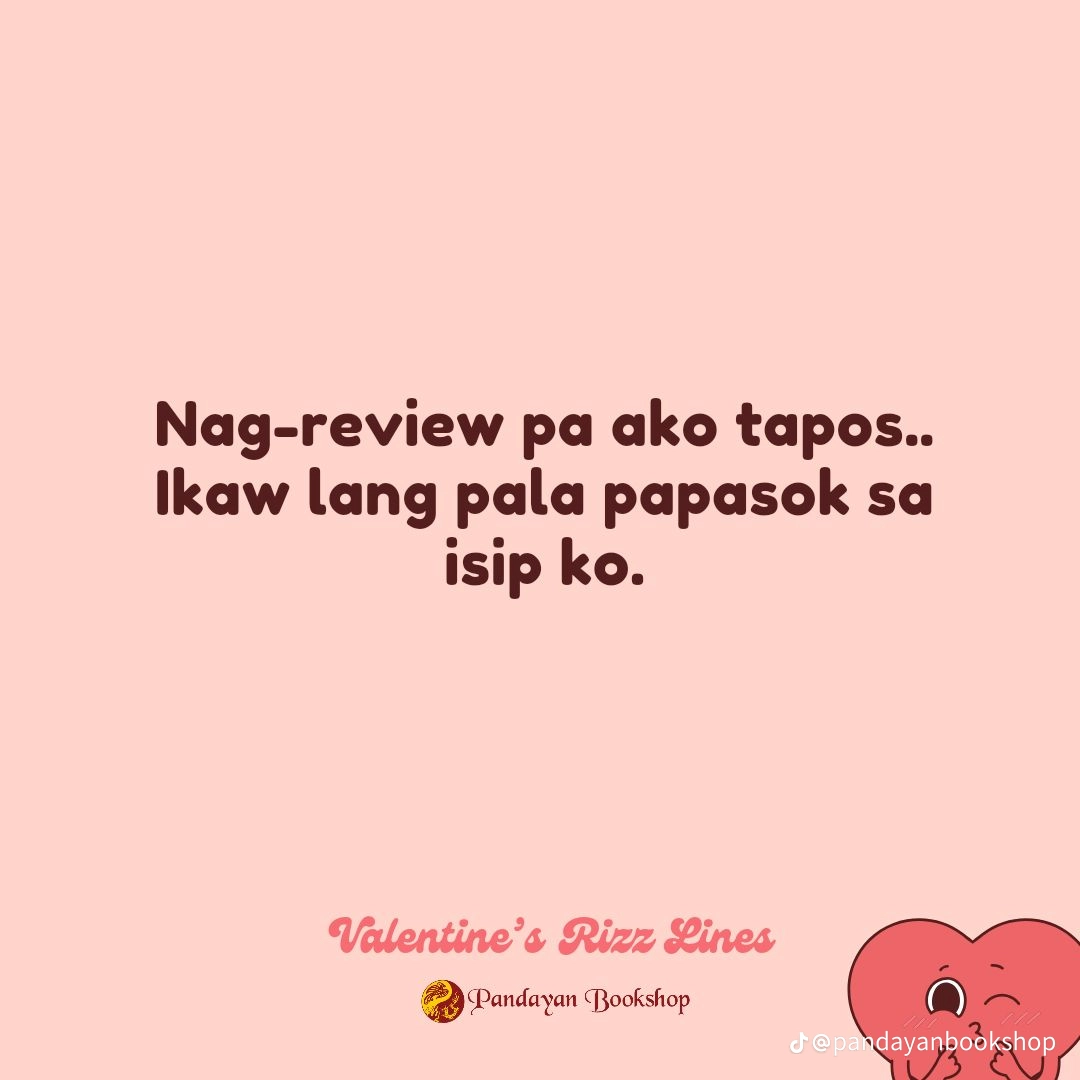 Nag-review pa ako tapos..
Ikaw lang pala papasok sa
isip ko.
Valentine's Rizz Lines
Pandayan Bookshop
@pandayanbookshop